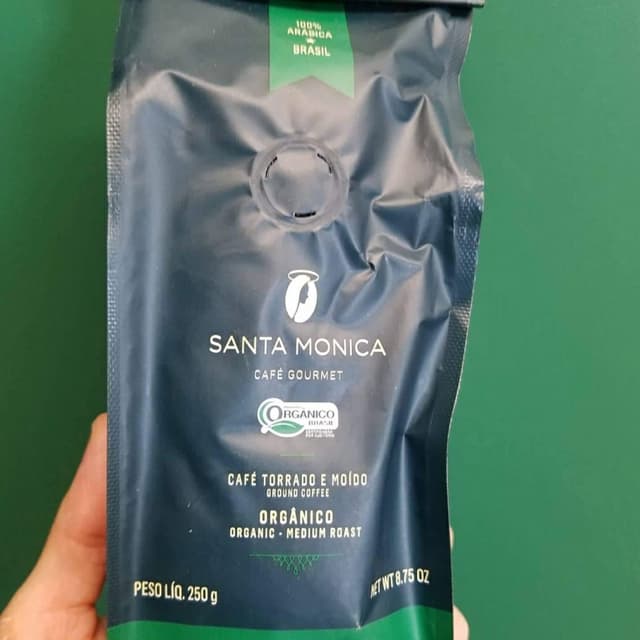 100%
ARABICA
BRASIL
SANTA MONICA
CAFÉ GOURMET
ORGÂNICO
BRASIL
CAFÉ TORRADO E MOÍDO
GROUND COFFEE
ORGÂNICO
ORGANIC - MEDIUM ROAST
PESO LÍQ. 250 g
NET WT 8.75 OZ